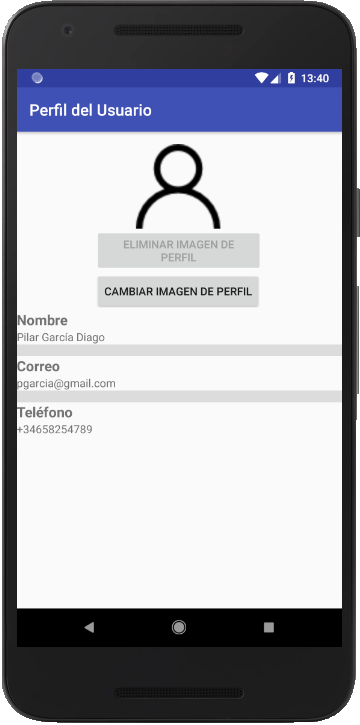 13:40
Perfil del Usuario
ELIMINAR IMAGEN DE
PERFIL
CAMBIAR IMAGEN DE PERFIL
Nombre
Pilar García Diago
Correo
pgarcia@gmail.com
Teléfono
+34658254789